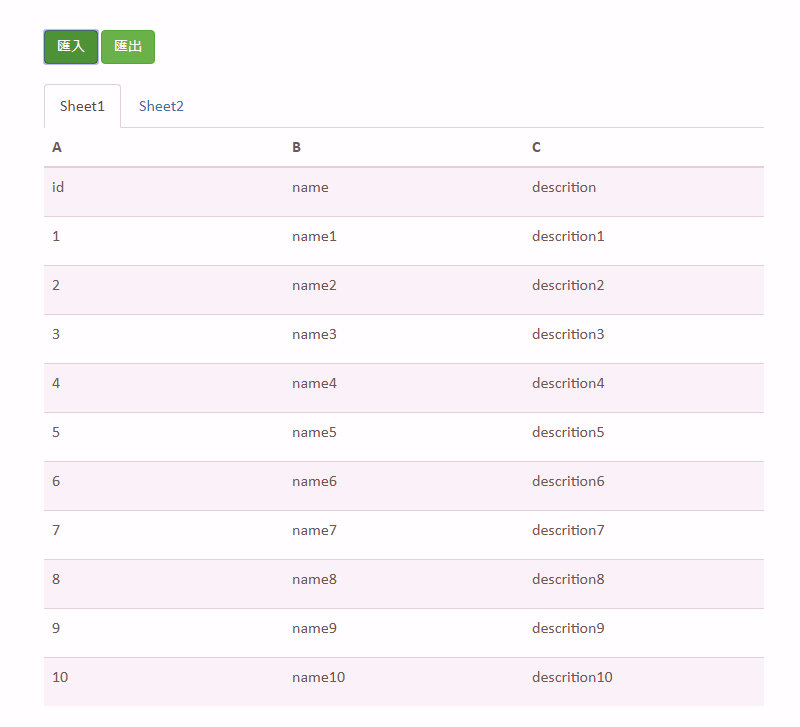 匯入 匯出
Sheet1 Sheet2
A B C
id name descrition
1 name1 descrition1
2 name2 descrition2
3 name3 descrition3
4 name4 descrition4
5 name5 descrition5
6 name6 descrition6
7 name7 descrition7
8 name8 descrition8
9 name9 descrition9
10 name10 descrition10